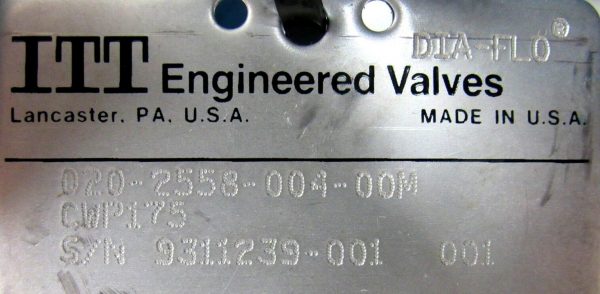 DIA-FLO®
ITT Engineered Valves
Lancaster, PA, U.S.A. MADE IN U.S.A.
020-2558-004-00M
CWP175
S/N 9311239-001 001